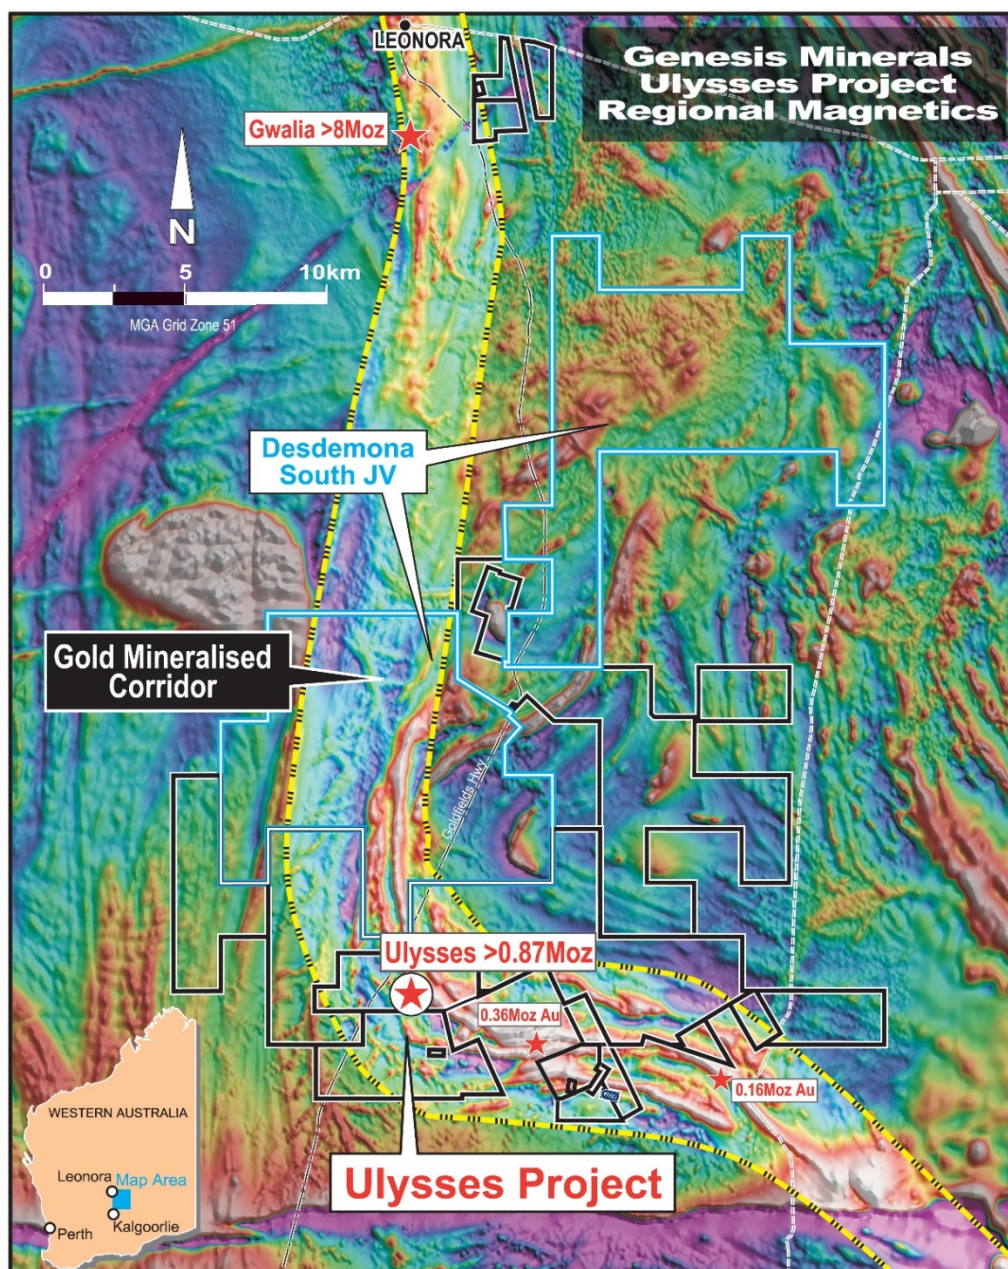 LEONORA
Genesis Minerals
Ulysses Project
Regional Magnetics
Gwalia >8Moz
N
0 5 10km
MGA Grid Zone 51
Desdemona
South JV
Gold Mineralised
Corridor
Goldfields Hwy
Ulysses >0.87Moz
0.36Moz Au
0.16Moz Au
Ulysses Project
WESTERN AUSTRALIA
Leonora
Map Area
Kalgoorlie
Perth